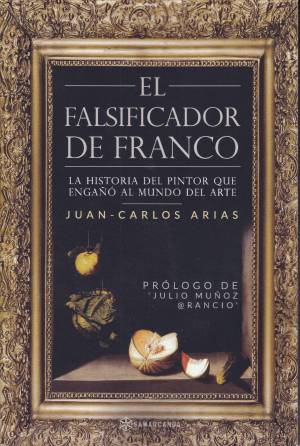 EL
FALSIFICADOR
DE FRANCO
LA HISTORIA DEL PINTOR QUE
ENGAÑÓ AL MUNDO DEL ARTE
JUAN-CARLOS ARIAS
PRÓLOGO DE
'JULIO MUÑOZ
@RANCIO'
SAMARCANDA